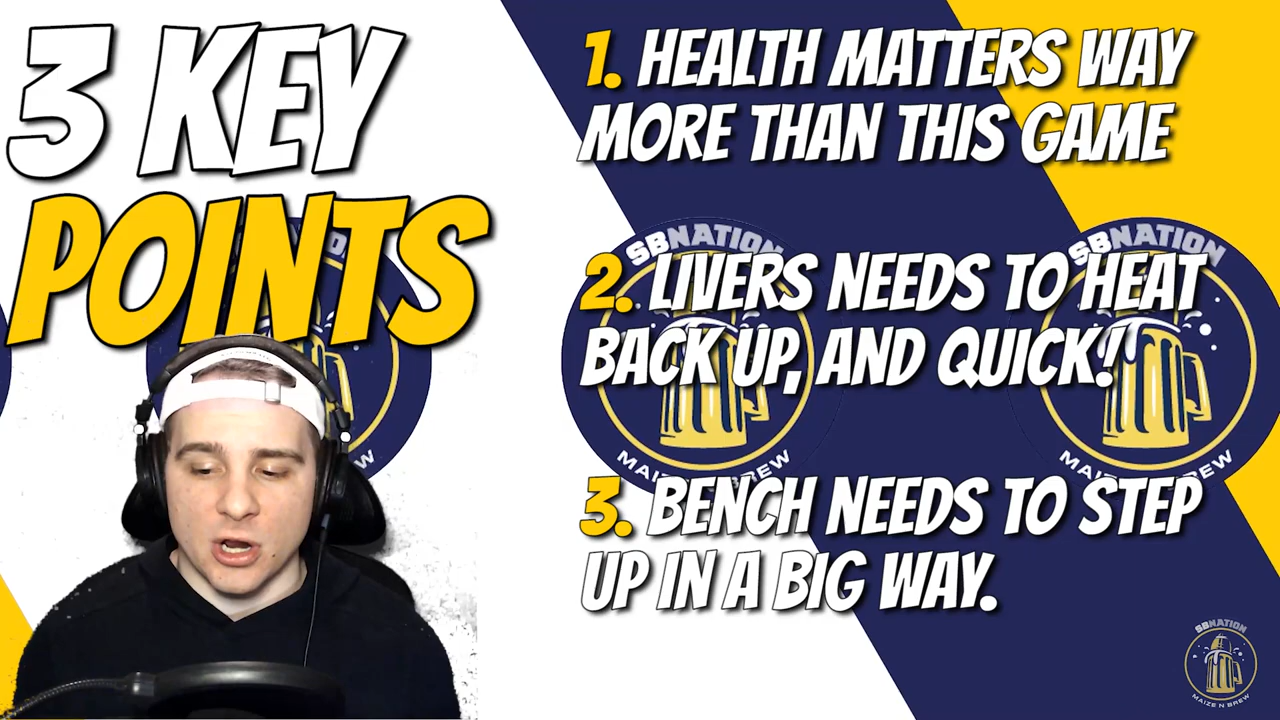 3 KEY
POINTS
1. HEALTH MATTERS WAY
MORE THAN THIS GAME
2. LIVERS NEEDS TO HEAT
BACK UP, AND QUICK!
3. BENCH NEEDS TO STEP
UP IN A BIG WAY.
SBNATION
MAIZE N BREW
SBNATION
MAIZE N BREW
SBNATION
MAIZE N BREW